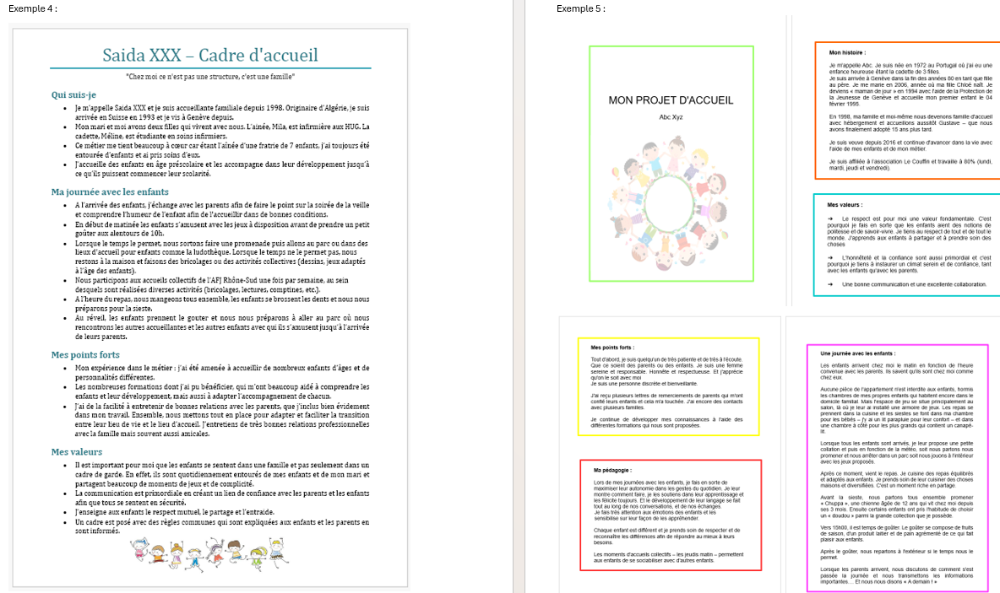 Exemple 4 :
Saida XXX – Cadre d'accueil
"Chez moi ce n'est pas une structure, c'est une famille"
Qui suis-je
• Je m'appelle Saida XXX et je suis accueillante familiale depuis 1998. Originaire d'Algérie, je suis
arrivée en Suisse en 1993 et je vis à Genève depuis.
• Mon mari et moi avons deux filles qui vivent avec nous. L'ainée, Mila, est infirmière aux HUG. La
cadette, Méline, est étudiante en soins infirmiers.
• Ce métier me tient beaucoup à cœur car étant l'aînée d'une fratrie de 7 enfants, j'ai toujours été
entourée d'enfants et ai pris soins d'eux.
• J'accueille des enfants en âge préscolaire et les accompagne dans leur développement jusqu'à
ce qu'ils puissent commencer leur scolarité.
Ma journée avec les enfants
• A l'arrivée des enfants, j'échange avec les parents afin de faire le point sur la soirée de la veille
et comprendre l'humeur de l'enfant afin de l'accueillir dans de bonnes conditions.
• En début de matinée les enfants s'amusent avec les jeux à disposition avant de prendre un petit
goûter aux alentours de 10h.
• Lorsque le temps le permet, nous sortons faire une promenade puis allons au parc ou dans des
lieux d'accueil pour enfants comme la ludothèque. Lorsque le temps ne le permet pas, nous
restons à la maison et faisons des bricolages ou des activités collectives (dessins, jeux adaptés
à l'âge des enfants).
• Nous participons aux accueils collectifs de l'AFJ Rhône-Sud une fois par semaine, au sein
desquels sont réalisées diverses activités (bricolages, lectures, comptines, etc.).
• A l'heure du repas, nous mangeons tous ensemble, les enfants se brossent les dents et nous nous
préparons pour la sieste.
• Au réveil, les enfants prennent le gouter et nous nous préparons à aller au parc où nous
rencontrons les autres accueillantes et les autres enfants avec qui ils s'amusent jusqu'à l'arrivée
de leurs parents.
Mes points forts
• Mon expérience dans le métier : j'ai été amenée à accueillir de nombreux enfants d'âges et de
personnalités différentes.
• Les nombreuses formations dont j'ai pu bénéficier, qui m'ont beaucoup aidé à comprendre les
enfants et leur développement, mais aussi à adapter l'accompagnement de chacun.
• J'ai de la facilité à entretenir de bonnes relations avec les parents, que j'inclus bien évidement
dans mon travail. Ensemble, nous mettons tout en place pour adapter et faciliter la transition
entre leur lieu de vie et le lieu d'accueil. J'entretiens de très bonnes relations professionnelles
avec la famille mais souvent aussi amicales.
Mes valeurs
• Il est important pour moi que les enfants se sentent dans une famille et pas seulement dans un
cadre de garde. En effet, ils sont quotidiennement entourés de mes enfants et de mon mari et
partagent beaucoup de moments de jeux et de complicité.
• La communication est primordiale en créant un lien de confiance avec les parents et les enfants
afin que tous se sentent en sécurité.
• J'enseigne aux enfants le respect mutuel, le partage et l'entraide.
• Un cadre est posé avec des règles communes qui sont expliquées aux enfants et les parents en
sont informés.
Exemple 5 :
MON PROJET D'ACCUEIL
Abc Xyz
Mon histoire :
Je m'appelle Abc. Je suis née en 1972 au Portugal où j'ai eu une
enfance heureuse étant la cadette de 3 filles.
Je suis arrivée à Genève dans la fin des années 80 en tant que fille
au père. Je me marie en 2006, année où ma fille Chloé naît. Je
deviens « maman de jour » en 1994 avec l'aide de la Protection de
la Jeunesse de Genève et accueille mon premier enfant le 04
février 1995.
En 1998, ma famille et moi-même nous devenons famille d'accueil
avec hébergement et accueillons aussitôt Gustave – que nous
avons finalement adopté 15 ans plus tard.
Je suis veuve depuis 2016 et continue d'avancer dans la vie avec
l'aide de mes enfants et de mon métier.
Je suis affiliée à l'association Le Couffin et travaille à 80% (lundi,
mardi, jeudi et vendredi).
Mes valeurs :
➔ Le respect est pour moi une valeur fondamentale. C'est
pourquoi je fais en sorte que les enfants aient des notions de
politesse et de savoir-vivre. Je tiens au respect de tout et de tout le
monde. J'apprends aux enfants à partager et à prendre soin des
choses
➔ L'honnêteté et la confiance sont aussi primordial et c'est
pourquoi je tiens à instaurer un climat serein et de confiance, tant
avec les enfants qu'avec les parents.
➔ Une bonne communication et une excellente collaboration.
Mes points forts :
Tout d'abord, je suis quelqu'un de très patiente et de très à l'écoute.
Que ce soient des parents ou des enfants. Je suis une femme
sereine et responsable. Honnête et respectueuse. Et j'apprécie
qu'on le soit avec moi
Je suis une personne discrète et bienveillante.
J'ai reçu plusieurs lettres de remerciements de parents qui m'ont
confié leurs enfants et cela m'a touchée. J'ai encore des contacts
avec plusieurs familles.
Je continue de développer mes connaissances à l'aide des
différentes formations qui nous sont proposées.
Ma pédagogie :
Lors de mes journées avec les enfants, je fais en sorte de
maximiser leur autonomie dans les gestes du quotidien. Je leur
montre comment faire, je les soutiens dans leur apprentissage et
les félicite toujours. Et le développement de leur langage se fait
tout au long de nos conversations, et de nos échanges.
Je fais très attention aux émotions des enfants et les
sensibilise sur leur façon de les appréhender.
Chaque enfant est différent et je prends soin de respecter et de
reconnaître les différences afin de répondre au mieux à leurs
besoins.
Les moments d'accueils collectifs – les jeudis matin – permettent
aux enfants de se sociabiliser avec d'autres enfants.
Une journée avec les enfants :
Les enfants arrivent chez moi le matin en fonction de l'heure
convenue avec les parents. Ils savent qu'ils sont chez moi comme
chez eux.
Aucune pièce de l'appartement n'est interdite aux enfants, hormis
les chambres de mes propres enfants qui habitent encore dans le
domicile familial. Mais l'espace de jeu se situe principalement au
salon, là où je leur ai installé une armoire de jeux. Les repas se
prennent dans la cuisine et les siestes se font dans ma chambre
pour les bébés – j'y ai un lit parapluie pour leur confort – et dans
une chambre à côté pour les plus grands qui contient un canapé-
lit.
Lorsque tous les enfants sont arrivés, je leur propose une petite
collation et puis en fonction de la météo, soit nous partons nous
promener et nous arrêter dans un parc soit nous jouons à l'intérieur
avec les jeux proposés.
Après ce moment, vient le repas. Je cuisine des repas équilibrés
et adaptés aux enfants. Je prends soin de leur cuisiner des choses
maisons et diversifiées. C'est un moment riche en partage.
Avant la sieste, nous partons tous ensemble promener
« Chuppa », une chienne âgée de 12 ans qui vit chez moi depuis
ses 3 mois. Ensuite certains enfants ont pris l'habitude de choisir
un « doudou » parmi la grande collection que je possède.
Vers 15h00, il est temps de goûter. Le goûter se compose de fruits
de saison, d'un produit laitier et de pain agrémenté de ce qui fait
plaisir aux enfants.
Après le goûter, nous repartons à l'extérieur si le temps nous le
permet.
Lorsque les parents arrivent, nous discutons de comment s'est
passée la journée et nous transmettons les informations
importantes… Et nous nous disons « A demain ! »